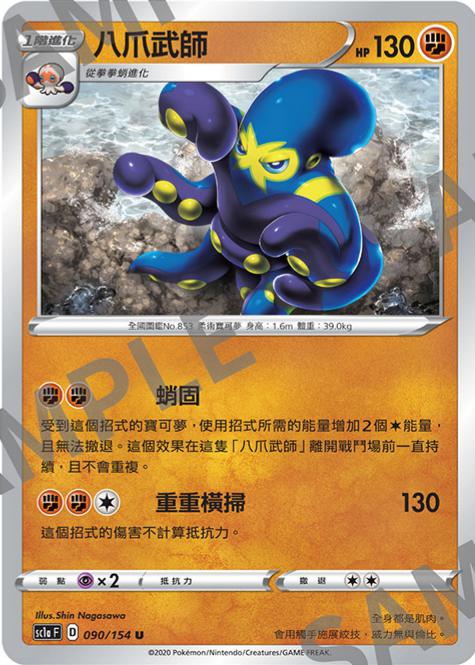 1階進化
八爪武師
HP 130
從拳拳蛸進化
全國圖鑑No.853 柔術寶可夢 身高：1.6m 體重：39.0kg
蛸固
受到這個招式的寶可夢，使用招式所需的能量增加2個能量，
且無法撤退。這個效果在這隻「八爪武師」離開戰鬥場前一直持
續，且不會重複。
重重橫掃 130
這個招式的傷害不計算抵抗力。
弱點 ×2 抵抗力 撤退
Illus.Shin Nagasawa
sc1a F D 090/154 U
全身都是肌肉。
會用觸手施展絞技，威力無與倫比。
©2020 Pokémon/Nintendo/Creatures/GAME FREAK.
SAMPLE
SAMPLE
SAMPLE